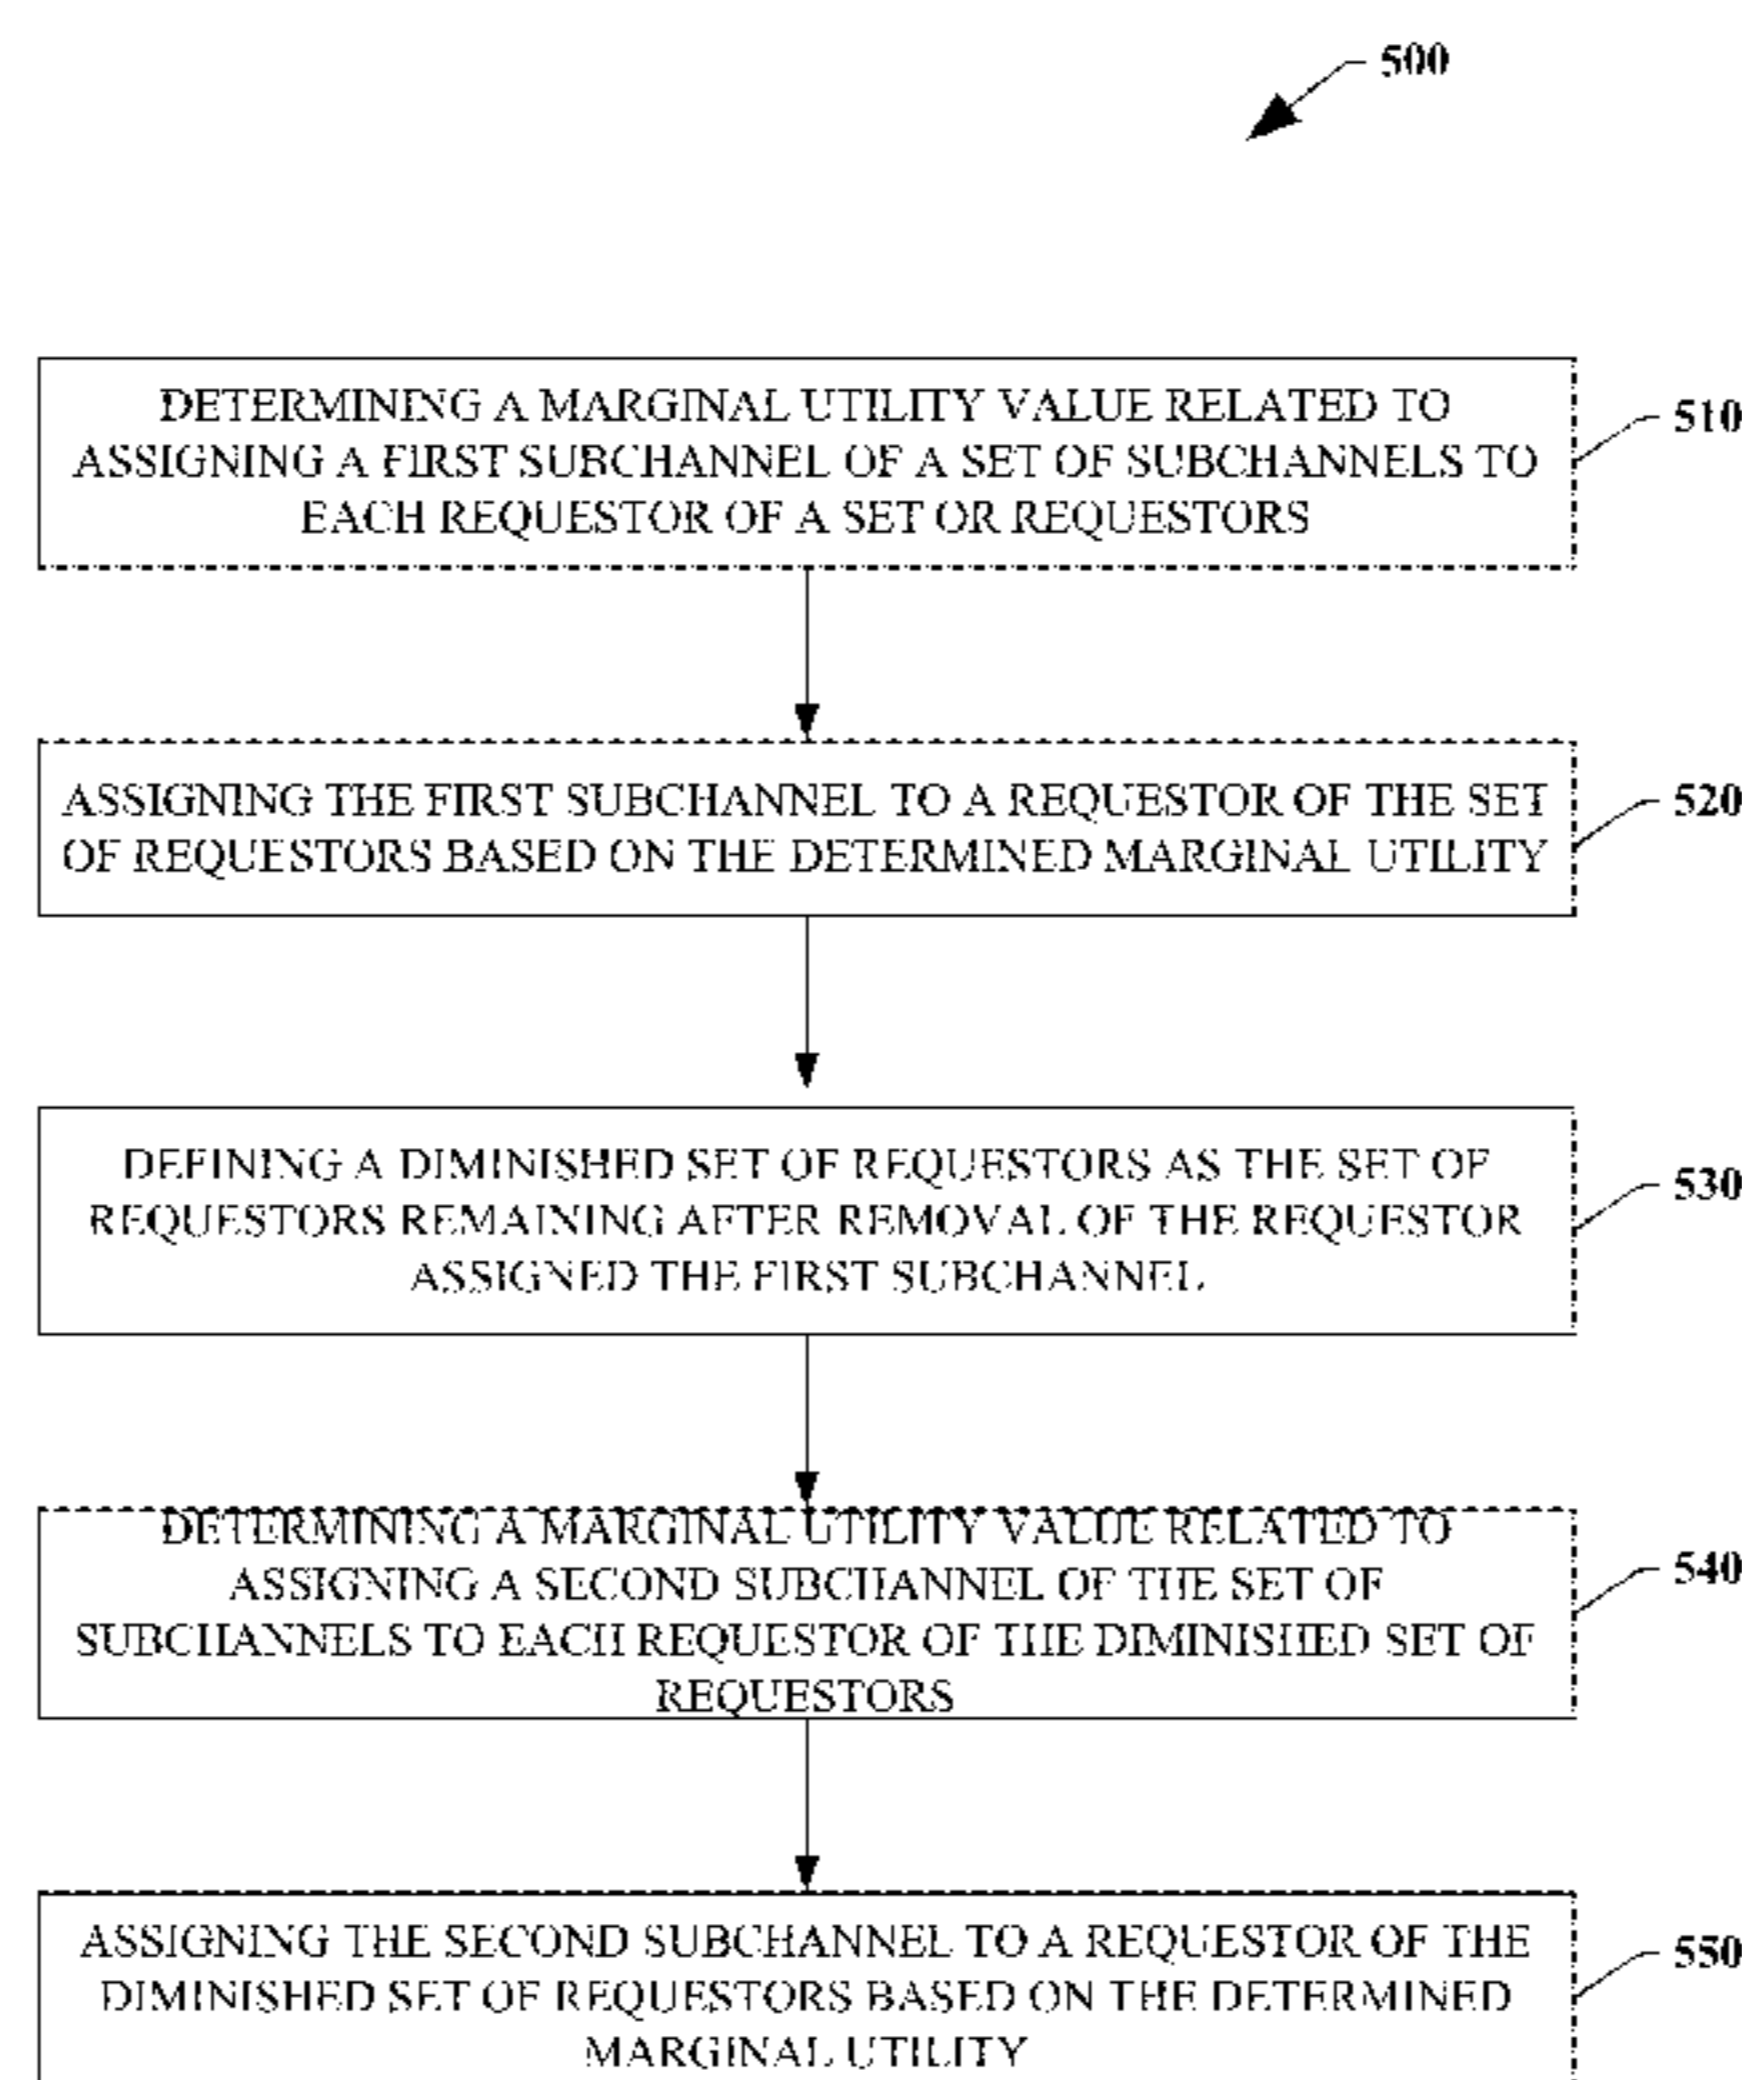 500
DETERMINING A MARGINAL UTILITY VALUE RELATED TO
ASSIGNING A FIRST SUBCHANNEL OF A SET OF SUBCHANNELS TO
EACH REQUESTOR OF A SET OR REQUESTORS
510
ASSIGNING THE FIRST SUBCHANNEL TO A REQUESTOR OF THE SET
OF REQUESTORS BASED ON THE DETERMINED MARGINAL UTILITY
520
DEFINING A DIMINISHED SET OF REQUESTORS AS THE SET OF
REQUESTORS REMAINING AFTER REMOVAL OF THE REQUESTOR
ASSIGNED THE FIRST SUBCHANNEL.
530
DETERMINING A MARGINAL UTILITY VALUE RELATED TO
ASSIGNING A SECOND SUBCHANNEL OF THE SET OF
SUBCHANNELS TO EACH REQUESTOR OF THE DIMINISHED SET OF
REQUESTORS
540
ASSIGNING THE SECOND SUBCHANNEL TO A REQUESTOR OF THE
DIMINISHED SET OF REQUESTORS BASED ON THE DETERMINED
MARGINAL UTILITY
550